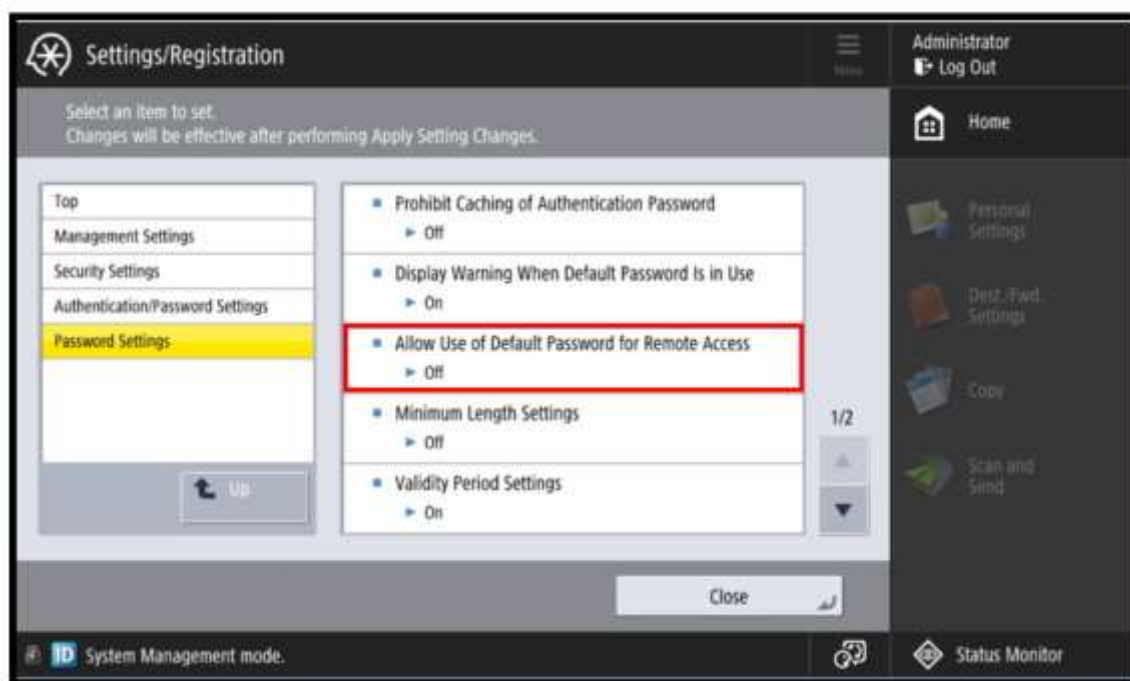 Settings/Registration
Menu
Administrator
Log Out
Select an item to set.
Changes will be effective after performing Apply Setting Changes.
Home
Top
Management Settings
Security Settings
Authentication/Password Settings
Password Settings
Up
Prohibit Caching of Authentication Password
Off
Display Warning When Default Password Is in Use
On
Allow Use of Default Password for Remote Access
Off
Minimum Length Settings
Off
Validity Period Settings
On
1/2
Personal
Settings
Dest./Fwd.
Settings
Copy
Scan and
Send
Close
ID System Management mode.
Status Monitor